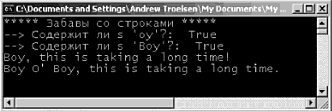 C:\Documents and Settings\Andrew Troelsen\My Documents\My ...
***** Забавы со строками *****
--> Содержит ли s 'oy'?:  True
--> Содержит ли s 'Boy'?:  True
Boy, this is taking a long time!
Boy O' Boy, this is taking a long time.